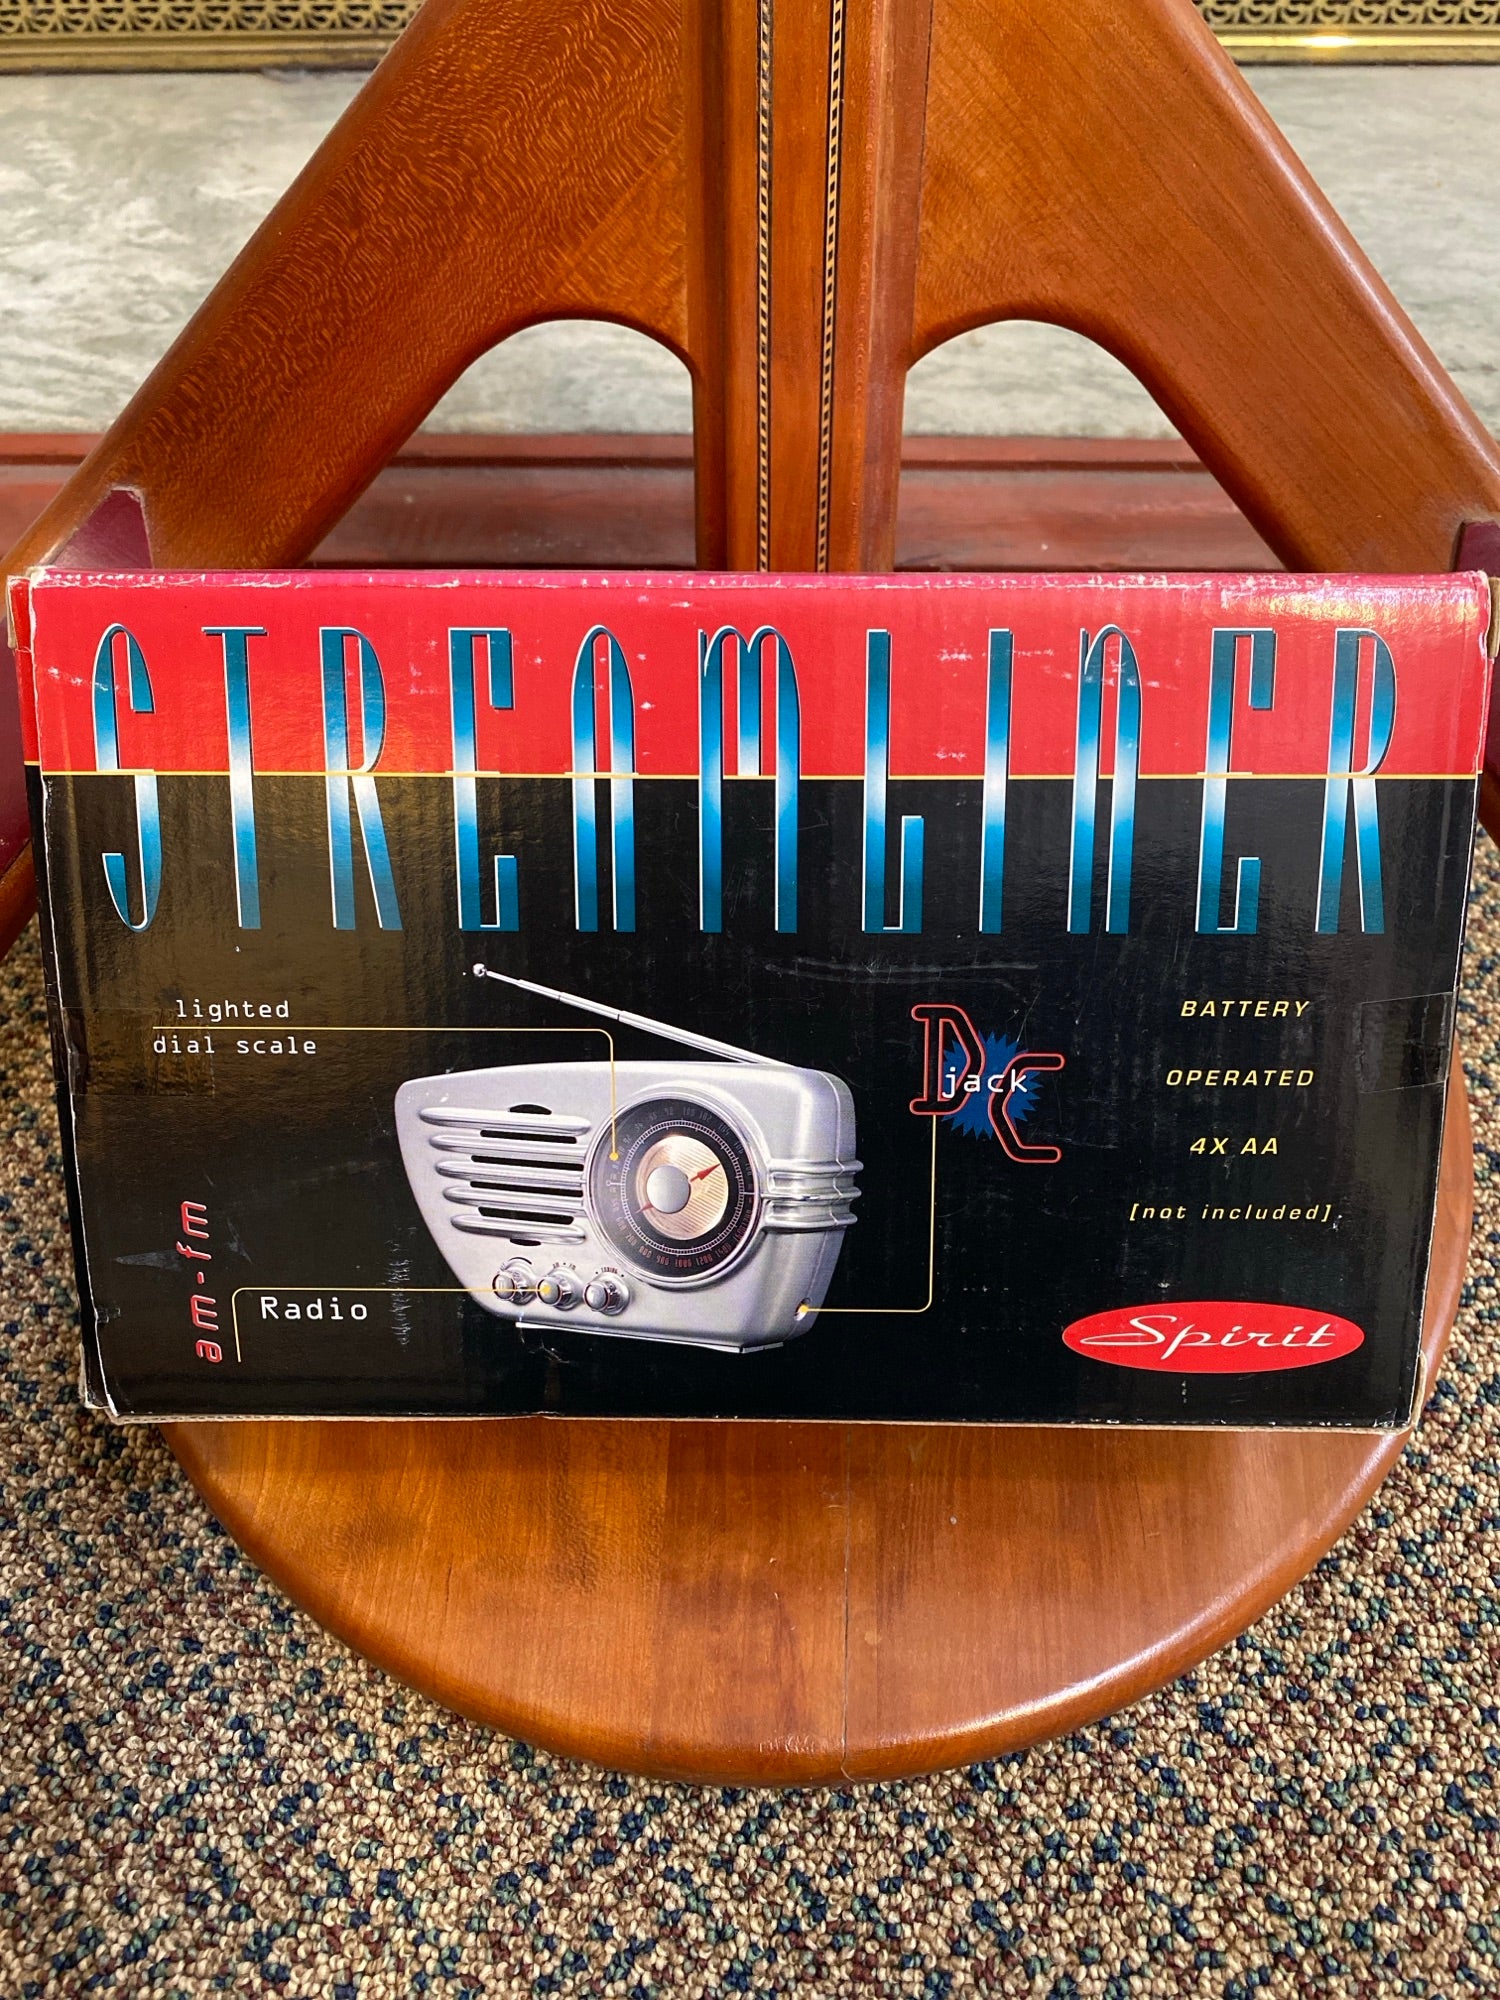 STREAMLINER
lighted
dial scale
DC
jack
BATTERY
OPERATED
4X AA
[not included].
am-fm
Radio
Spirit